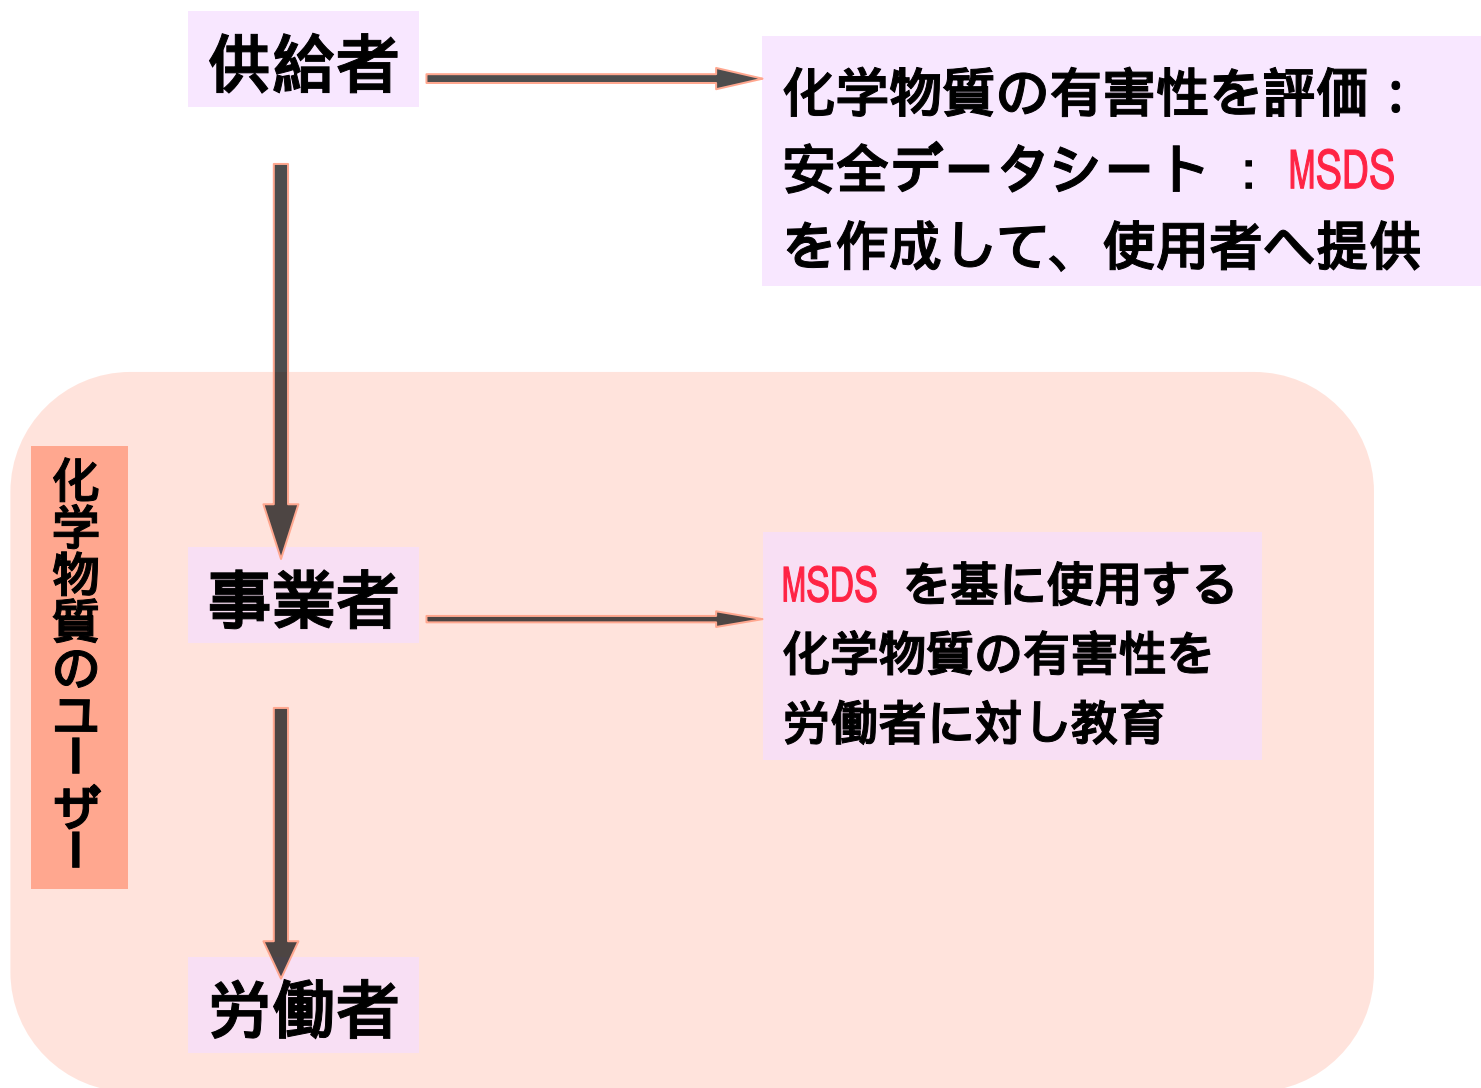 供給者
化学物質の有害性を評価：
安全データシート : MSDS
を作成して、使用者へ提供
化学物質のユーザー
事業者
MSDS を基に使用する
化学物質の有害性を
労働者に対し教育
労働者